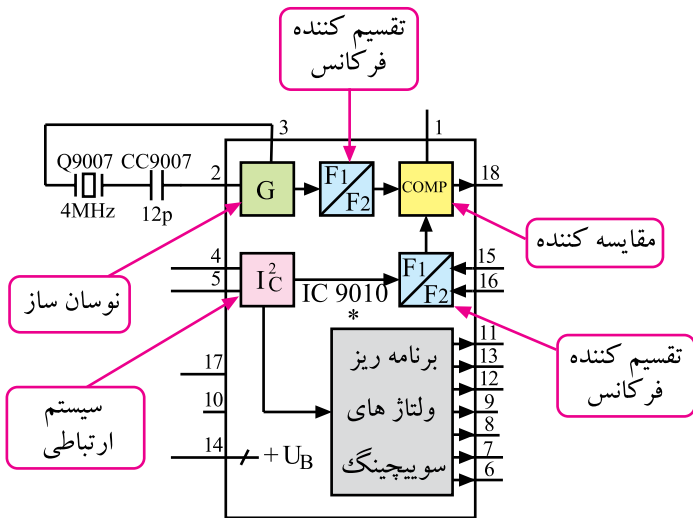 تقسیم کننده
فرکانس
3
1
Q9007
CC9007
2
4MHz
12p
G
F1
F2
COMP
18
مقایسه کننده
4
5
I²C
IC 9010
*
F1
F2
15
16
نوسان ساز
17
10
14
+UB
برنامه ریز
ولتاژ های
سوییچینگ
11
13
12
9
8
7
6
تقسیم کننده
فرکانس
سیستم
ارتباطی